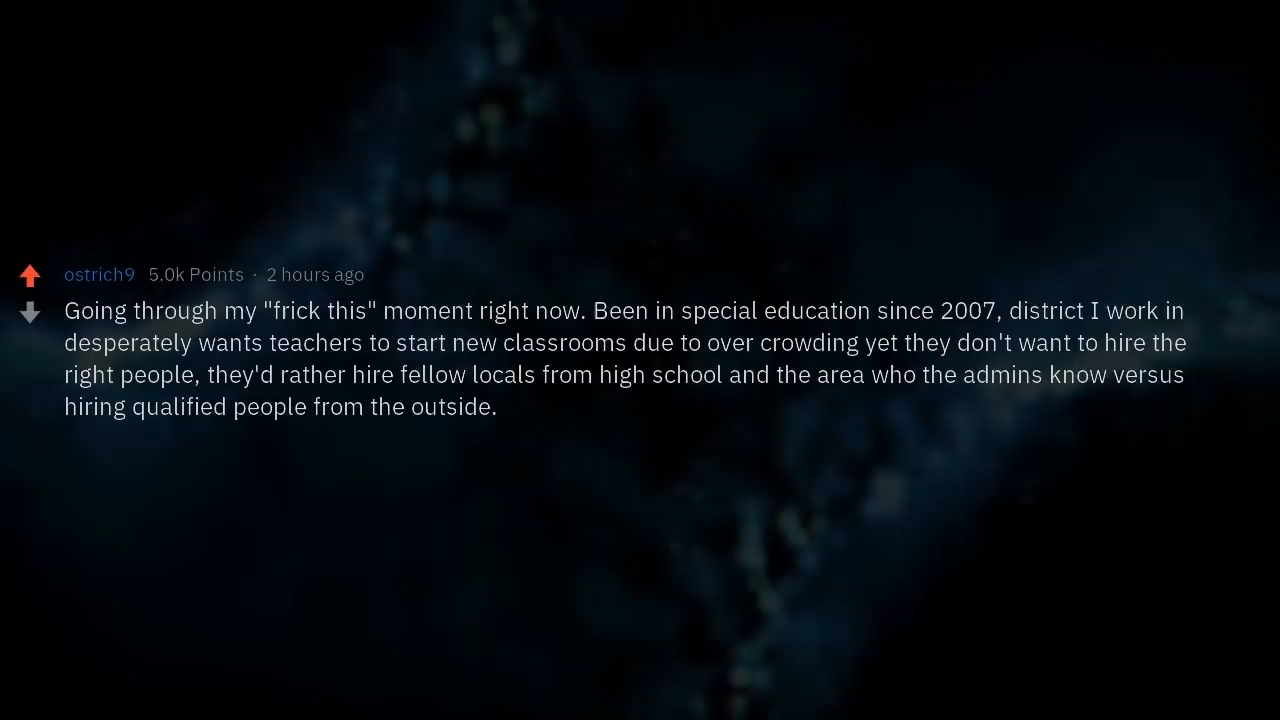 ostrich9 5.0k Points · 2 hours ago
Going through my "frick this" moment right now. Been in special education since 2007, district I work in
desperately wants teachers to start new classrooms due to over crowding yet they don't want to hire the
right people, they'd rather hire fellow locals from high school and the area who the admins know versus
hiring qualified people from the outside.